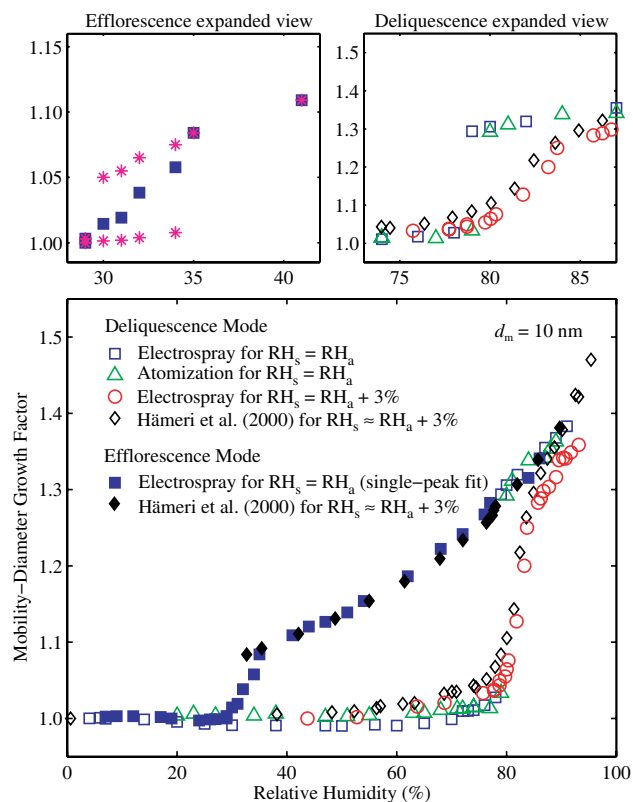 Efflorescence expanded view
Deliquescence expanded view
1.15
1.10
1.05
1.00
30
35
40
1.5
1.4
1.3
1.2
1.1
1.0
75
80
85
Deliquescence Mode
Electrospray for RHₛ = RHₐ
Atomization for RHₛ = RHₐ
Electrospray for RHₛ = RHₐ + 3%
Hämeri et al. (2000) for RHₛ ≈ RHₐ + 3%
Efflorescence Mode
Electrospray for RHₛ = RHₐ (single−peak fit)
Hämeri et al. (2000) for RHₛ ≈ RHₐ + 3%
dₘ = 10 nm
Mobility−Diameter Growth Factor
1.5
1.4
1.3
1.2
1.1
1.0
0
20
40
60
80
100
Relative Humidity (%)